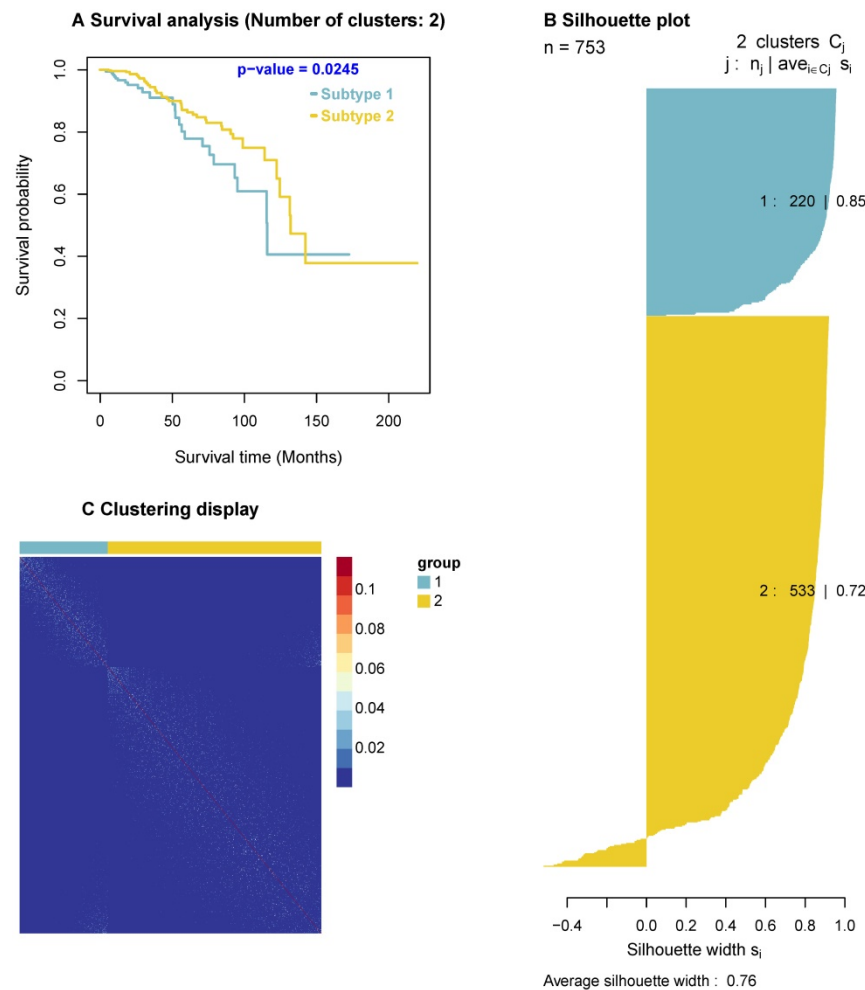 A Survival analysis (Number of clusters: 2)
p−value = 0.0245
Subtype 1
Subtype 2
Survival probability
1.0
0.8
0.6
0.4
0.2
0.0
0 50 100 150 200
Survival time (Months)
B Silhouette plot
n = 753
2 clusters Cj
j : nj | avei∈Cj si
1 : 220 | 0.85
2 : 533 | 0.72
−0.4 0.0 0.2 0.4 0.6 0.8 1.0
Silhouette width si
Average silhouette width : 0.76
C Clustering display
0.1
0.08
0.06
0.04
0.02
group
1
2